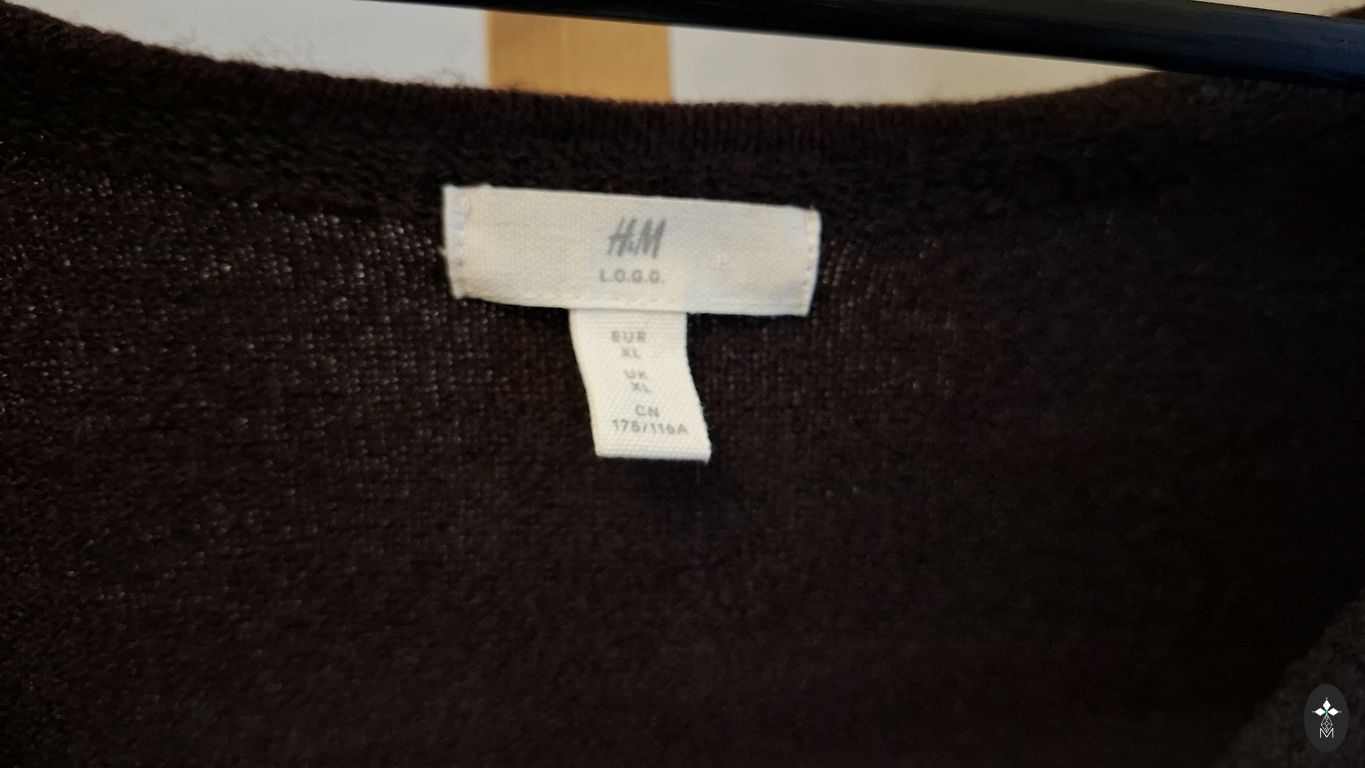 H&M
L.O.G.G.
EUR
XL
UK
XL
CN
175/116A
M